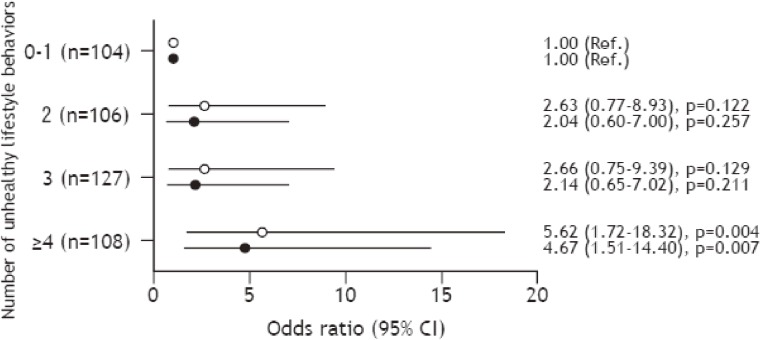 Number of unhealthy lifestyle behaviors
0-1 (n=104)
1.00 (Ref.)
1.00 (Ref.)
2 (n=106)
2.63 (0.77-8.93), p=0.122
2.04 (0.60-7.00), p=0.257
3 (n=127)
2.66 (0.75-9.39), p=0.129
2.14 (0.65-7.02), p=0.211
≥4 (n=108)
5.62 (1.72-18.32), p=0.004
4.67 (1.51-14.40), p=0.007
0 5 10 15 20
Odds ratio (95% CI)